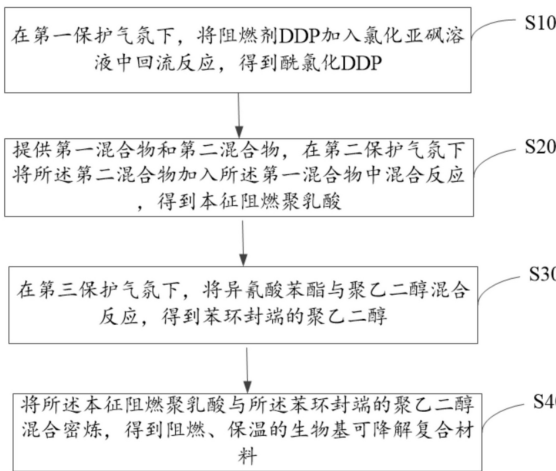 在第一保护气氛下，将阻燃剂DDP加入氯化亚砜溶
液中回流反应，得到酰氯化DDP
S10
提供第一混合物和第二混合物，在第二保护气氛下
将所述第二混合物加入所述第一混合物中混合反应
，得到本征阻燃聚乳酸
S20
在第三保护气氛下，将异氰酸苯酯与聚乙二醇混合
反应，得到苯环封端的聚乙二醇
S30
将所述本征阻燃聚乳酸与所述苯环封端的聚乙二醇
混合密炼，得到阻燃、保温的生物基可降解复合材
料
S40